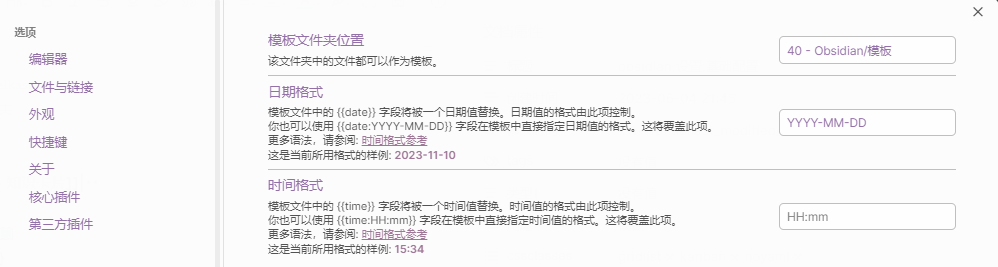 选项
编辑器
文件与链接
外观
快捷键
关于
核心插件
第三方插件
模板文件夹位置
该文件夹中的文件都可以作为模板。
40 - Obsidian/模板
日期格式
模板文件中的 {{date}} 字段将被一个日期值替换。日期值的格式由此项控制。
你也可以使用 {{date:YYYY-MM-DD}} 字段在模板中直接指定日期值的格式。这将覆盖此项。
更多语法，请参阅: 时间格式参考
这是当前所用格式的样例: 2023-11-10
YYYY-MM-DD
时间格式
模板文件中的 {{time}} 字段将被一个时间值替换。时间值的格式由此项控制。
你也可以使用 {{time:HH:mm}} 字段在模板中直接指定时间值的格式。这将覆盖此项。
更多语法，请参阅: 时间格式参考
这是当前所用格式的样例: 15:34
HH:mm